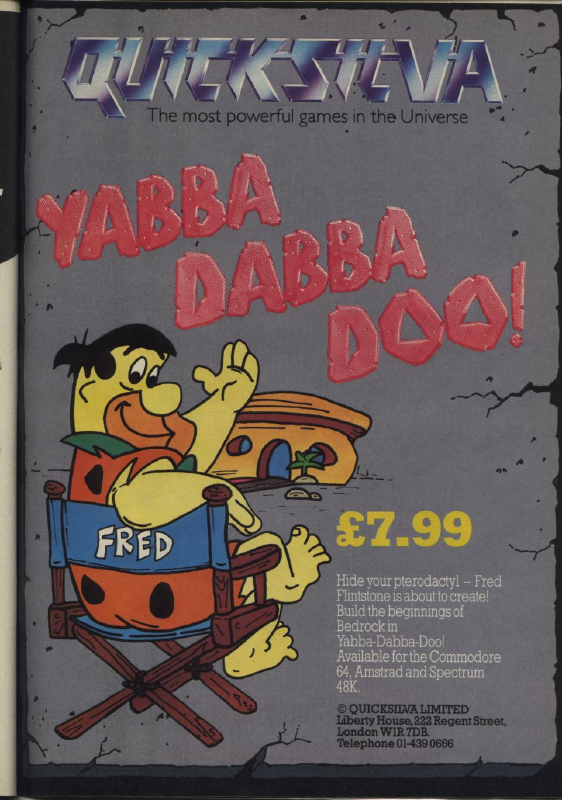 QUICKSILVA
The most powerful games in the Universe
YABBA
DABBA
DOO!
FRED
£7.99
Hide your pterodactyl – Fred
Flintstone is about to create!
Build the beginnings of
Bedrock in
Yabba-Dabba-Doo!
Available for the Commodore
64, Amstrad and Spectrum
48K.
© QUICKSILVA LIMITED
Liberty House, 222 Regent Street,
London W1R 7DB.
Telephone 01-439 0666